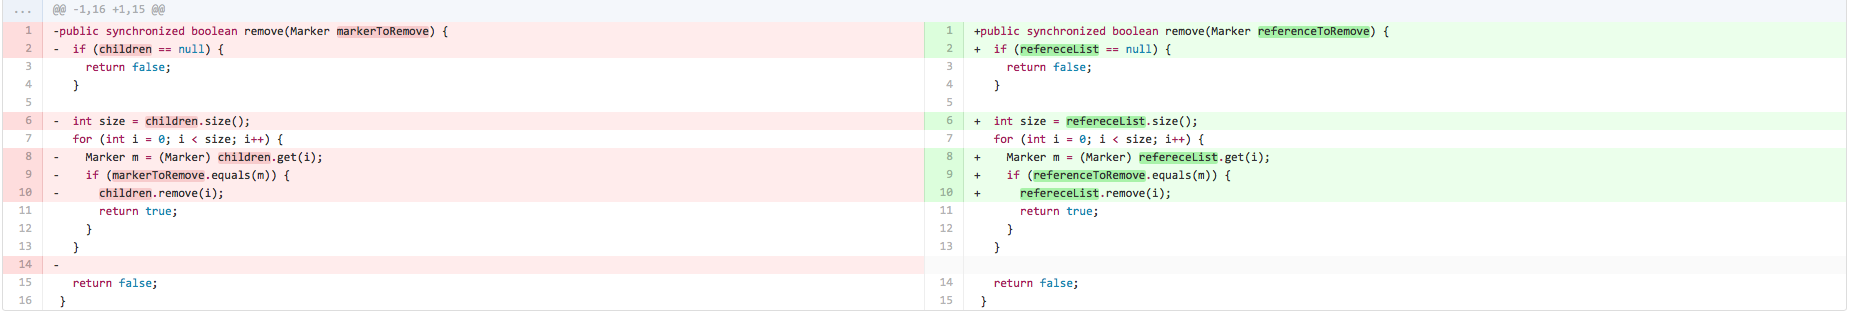 ... @@ -1,16 +1,15 @@
1 -public synchronized boolean remove(Marker markerToRemove) {
2 - if (children == null) {
3 return false;
4 }
5
6 - int size = children.size();
7 for (int i = 0; i < size; i++) {
8 - Marker m = (Marker) children.get(i);
9 - if (markerToRemove.equals(m)) {
10 - children.remove(i);
11 return true;
12 }
13 }
14 -
15 return false;
16 }
1 +public synchronized boolean remove(Marker referenceToRemove) {
2 + if (refereceList == null) {
3 return false;
4 }
5
6 + int size = refereceList.size();
7 for (int i = 0; i < size; i++) {
8 + Marker m = (Marker) refereceList.get(i);
9 + if (referenceToRemove.equals(m)) {
10 + refereceList.remove(i);
11 return true;
12 }
13 }
14 return false;
15 }